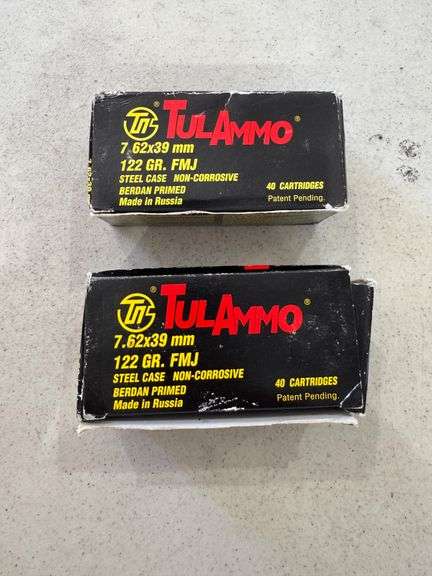 TULAMMO®
7.62x39 mm
122 GR. FMJ
STEEL CASE NON-CORROSIVE
BERDAN PRIMED 40 CARTRIDGES
Made in Russia Patent Pending.
TULAMMO®
7.62x39 mm
122 GR. FMJ
STEEL CASE NON-CORROSIVE
BERDAN PRIMED 40 CARTRIDGES
Made in Russia Patent Pending.